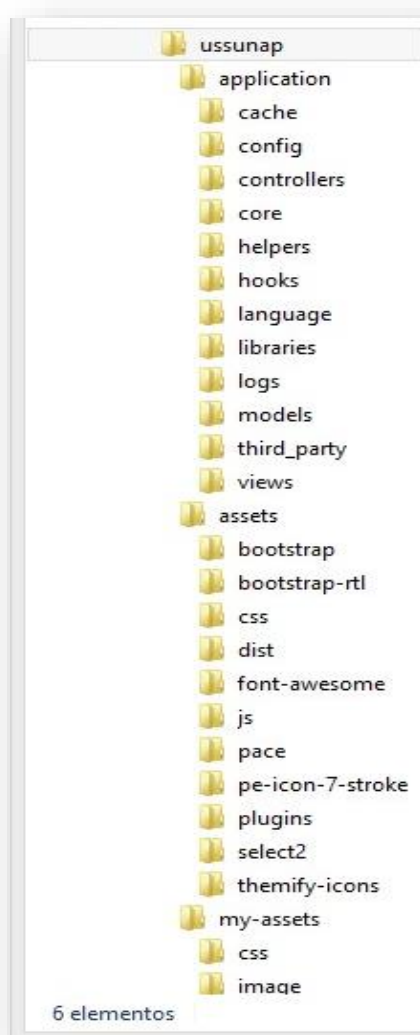 ussunap
application
cache
config
controllers
core
helpers
hooks
language
libraries
logs
models
third_party
views
assets
bootstrap
bootstrap-rtl
css
dist
font-awesome
js
pace
pe-icon-7-stroke
plugins
select2
themify-icons
my-assets
css
image
6 elementos